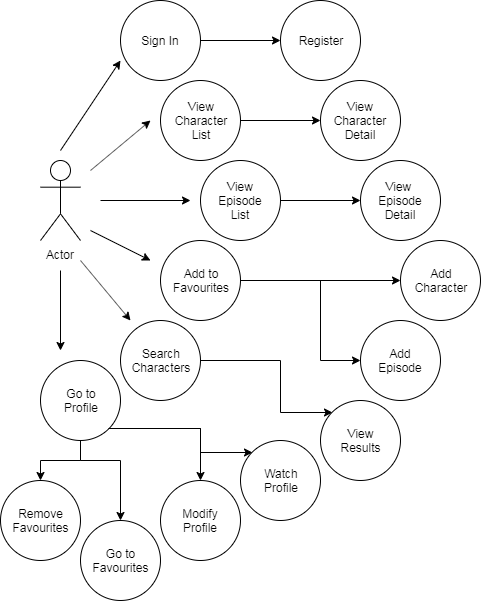 Sign In
Register
View
Character
List
View
Character
Detail
View
Episode
List
View
Episode
Detail
Actor
Add to
Favourites
Add
Character
Search
Characters
Add
Episode
Go to
Profile
View
Results
Watch
Profile
Remove
Favourites
Modify
Profile
Go to
Favourites